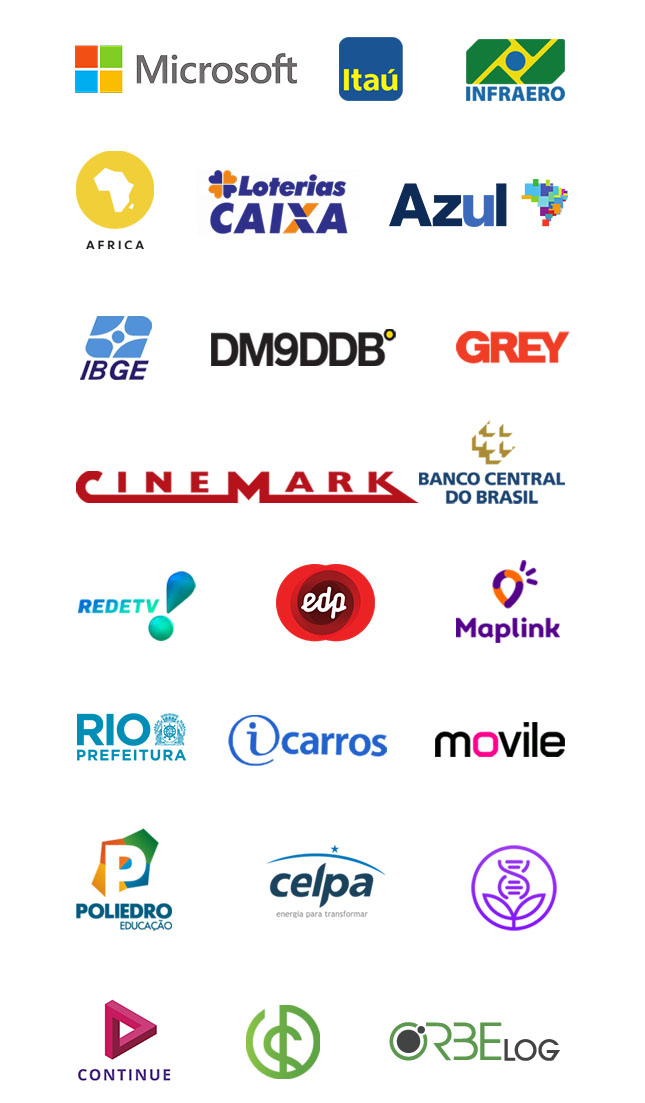 Microsoft
Itaú
INFRAERO
AFRICA
Loterias
CAIXA
Azul
IBGE
DM9DDB
GREY
CINEMARK
BANCO CENTRAL
DO BRASIL
REDETV
edp
Maplink
RIO
PREFEITURA
icarros
movile
P
POLIEDRO
EDUCAÇÃO
celpa
energia para transformar
CONTINUE
ORBELOG